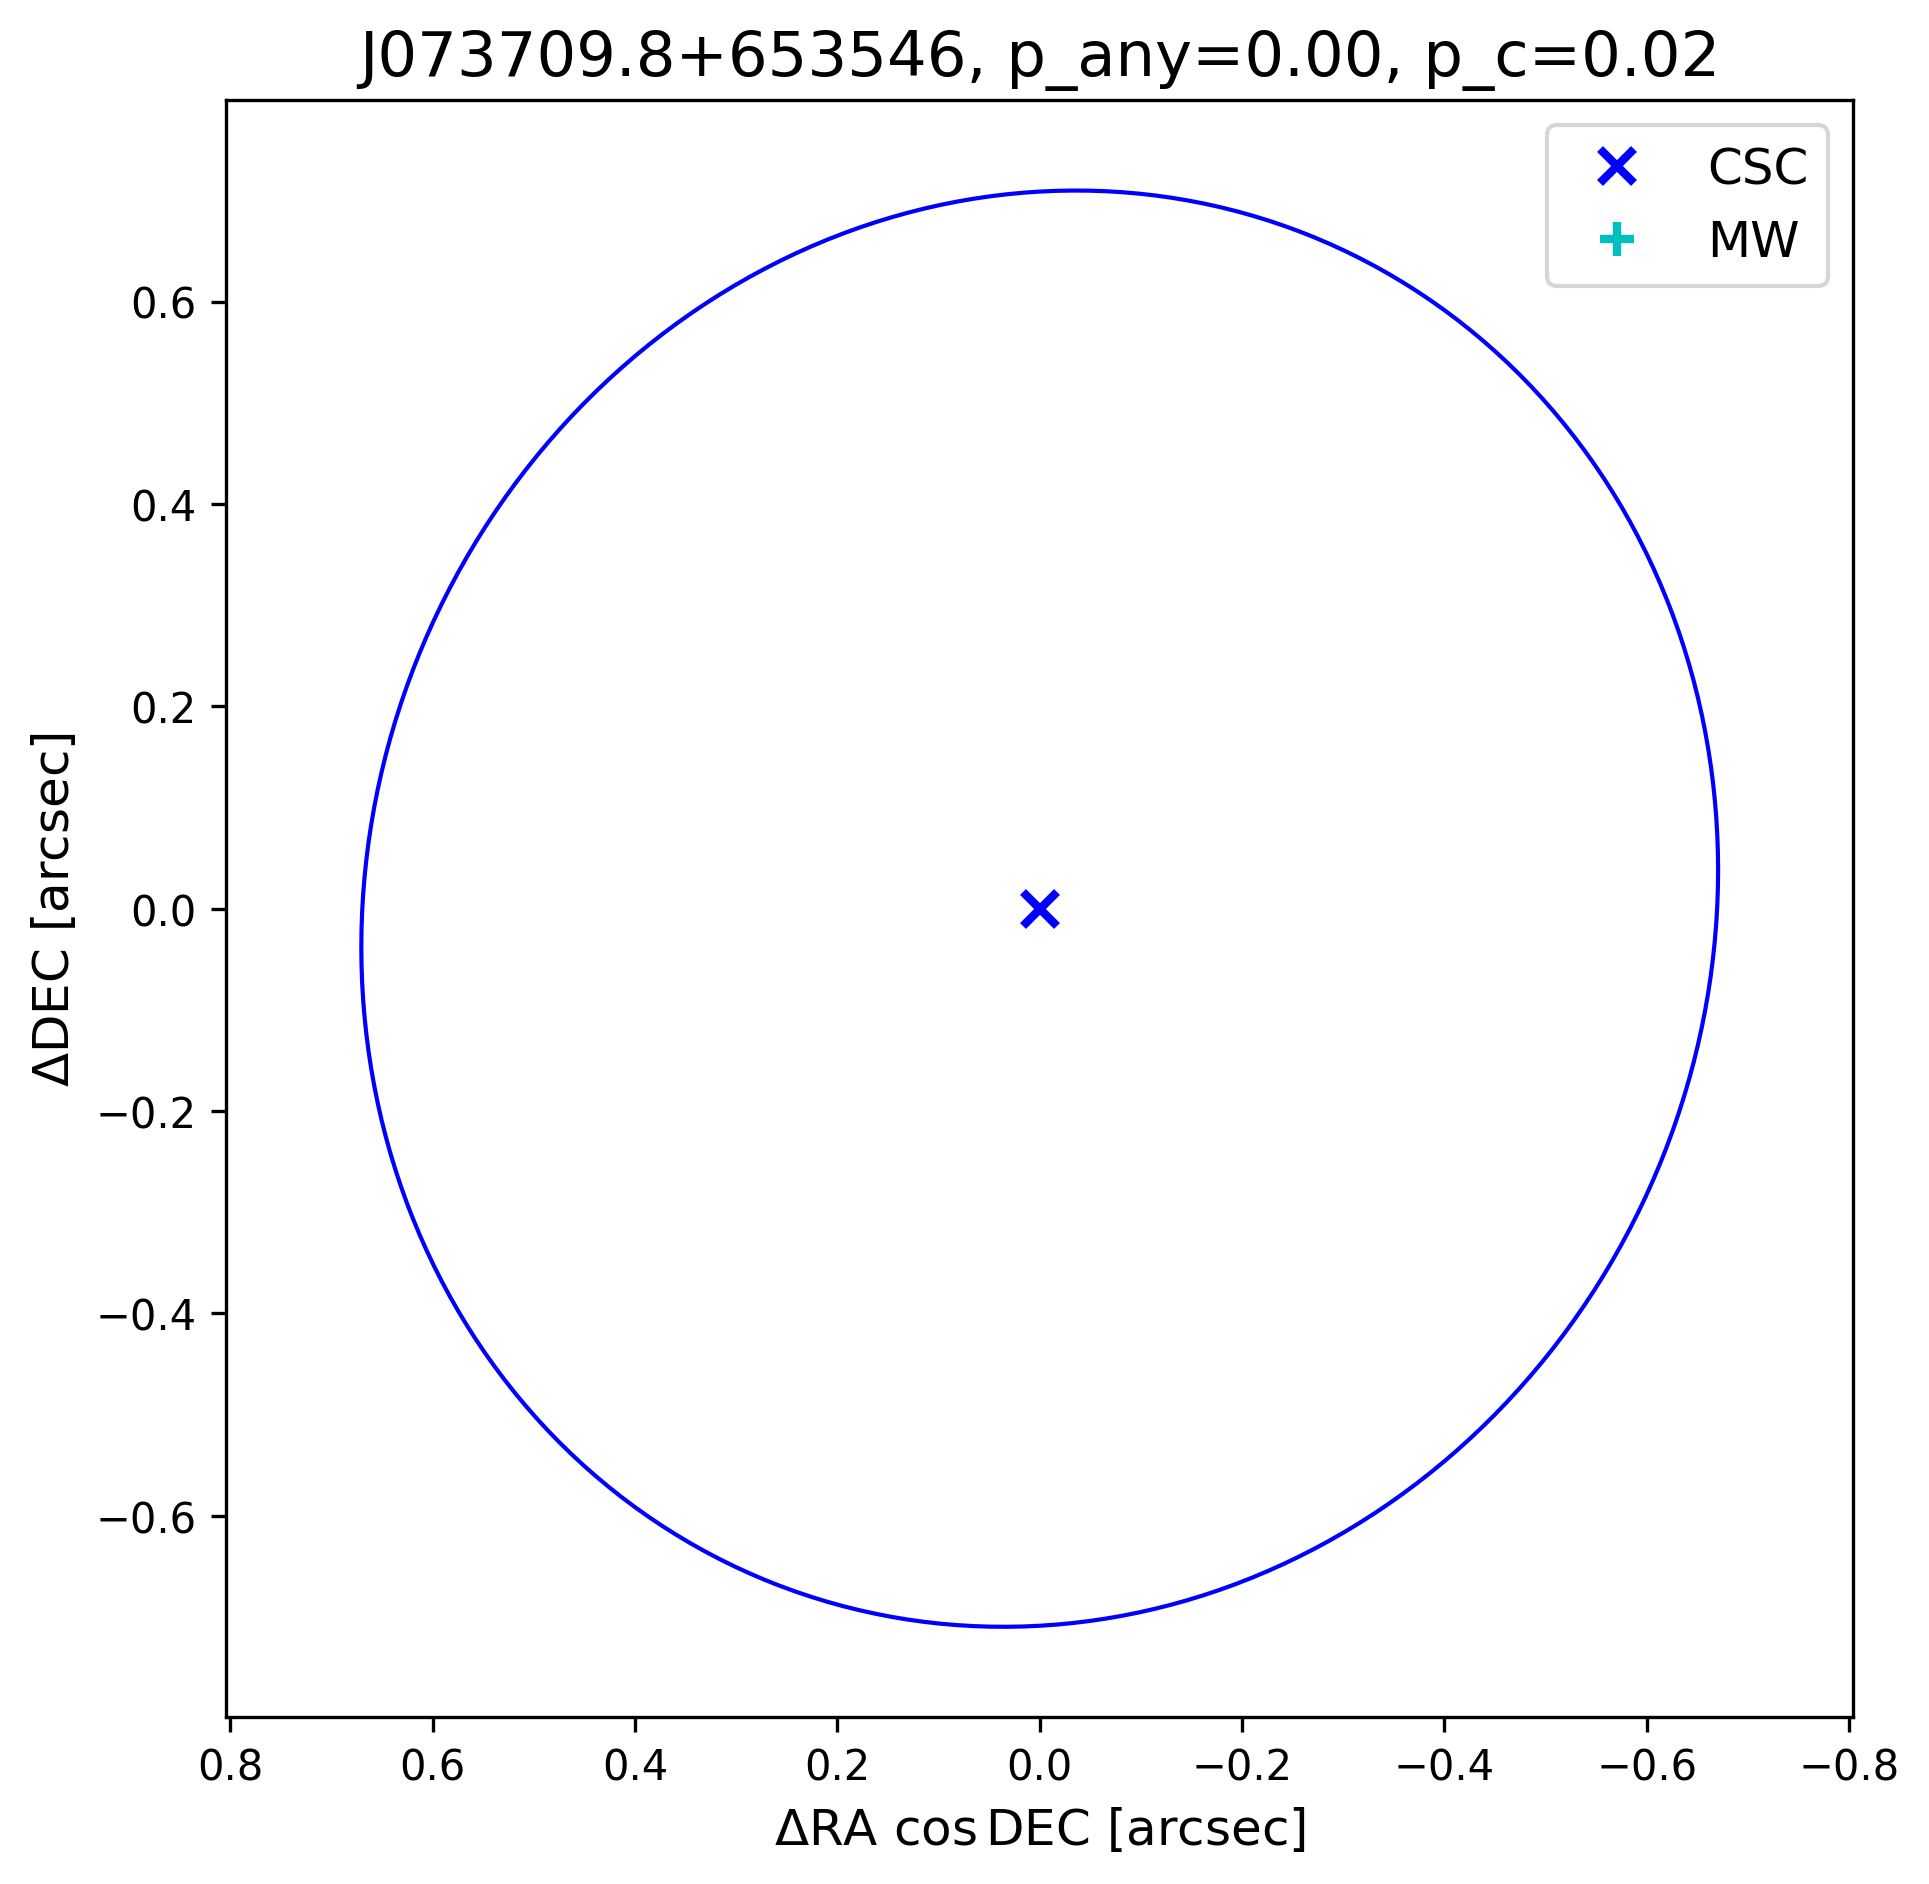 J073709.8+653546, p_any=0.00, p_c=0.02
CSC
MW
0.6
0.4
0.2
0.0
−0.2
−0.4
−0.6
ΔDEC [arcsec]
0.8 0.6 0.4 0.2 0.0 −0.2 −0.4 −0.6 −0.8
ΔRA cos DEC [arcsec]